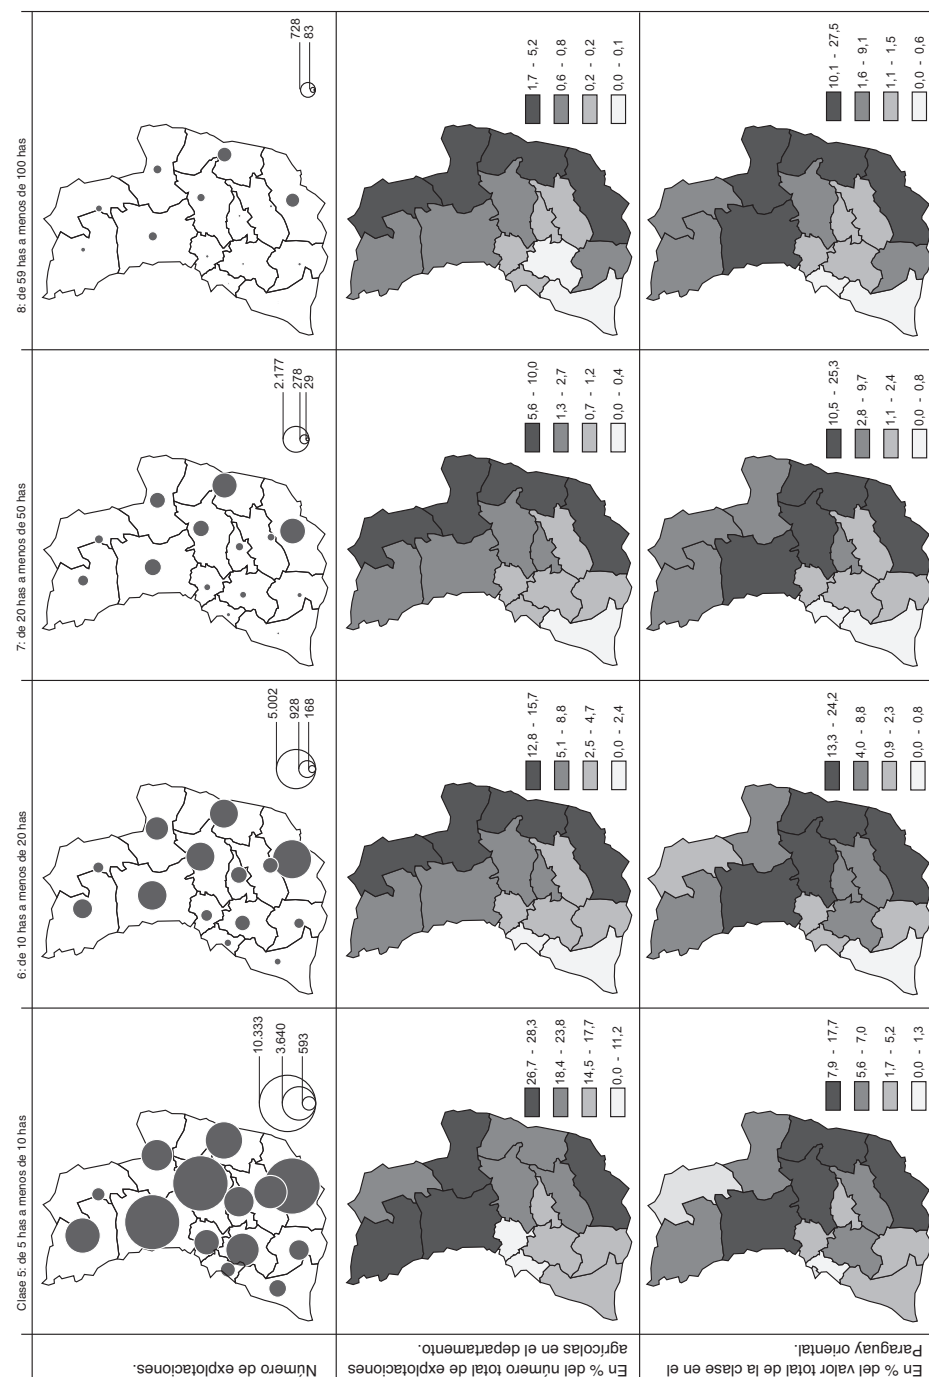 Clase 5: de 5 has a menos de 10 has
6: de 10 has a menos de 20 has
7: de 20 has a menos de 50 has
8: de 59 has a menos de 100 has
Número de explotaciones.
10.333
3.640
593
5.002
928
168
2.177
278
29
728
83
En % del número total de explotaciones
agrícolas en el departamento.
26,7 - 28,3
18,4 - 23,8
14,5 - 17,7
0,0 - 11,2
12,8 - 15,7
5,1 - 8,8
2,5 - 4,7
0,0 - 2,4
5,6 - 10,0
1,3 - 2,7
0,7 - 1,2
0,0 - 0,4
1,7 - 5,2
0,6 - 0,8
0,2 - 0,2
0,0 - 0,1
En % del valor total de la clase en el
Paraguay oriental.
7,9 - 17,7
5,6 - 7,0
1,7 - 5,2
0,0 - 1,3
13,3 - 24,2
4,0 - 8,8
0,9 - 2,3
0,0 - 0,8
10,5 - 25,3
2,8 - 9,7
1,1 - 2,4
0,0 - 0,8
10,1 - 27,5
1,6 - 9,1
1,1 - 1,5
0,0 - 0,6